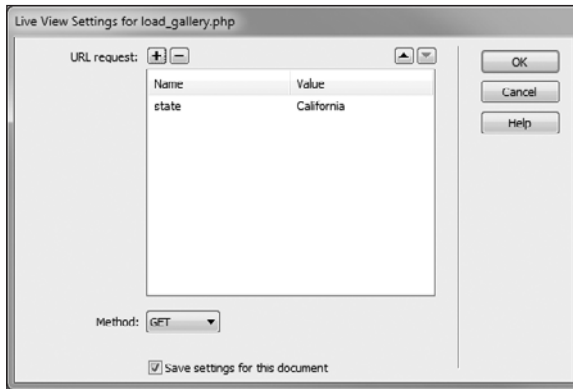 Live View Settings for load_gallery.php
URL request:
OK
Name Value
Cancel
state California
Help
Method: GET
Save settings for this document